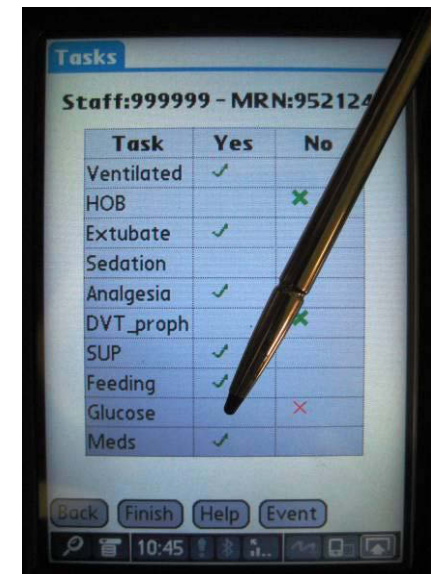 Tasks
Staff:999999 - MRN:952124
Task Yes No
Ventilated
HOB
Extubate
Sedation
Analgesia
DVT_proph
SUP
Feeding
Glucose
Meds
Back Finish Help Event
10:45